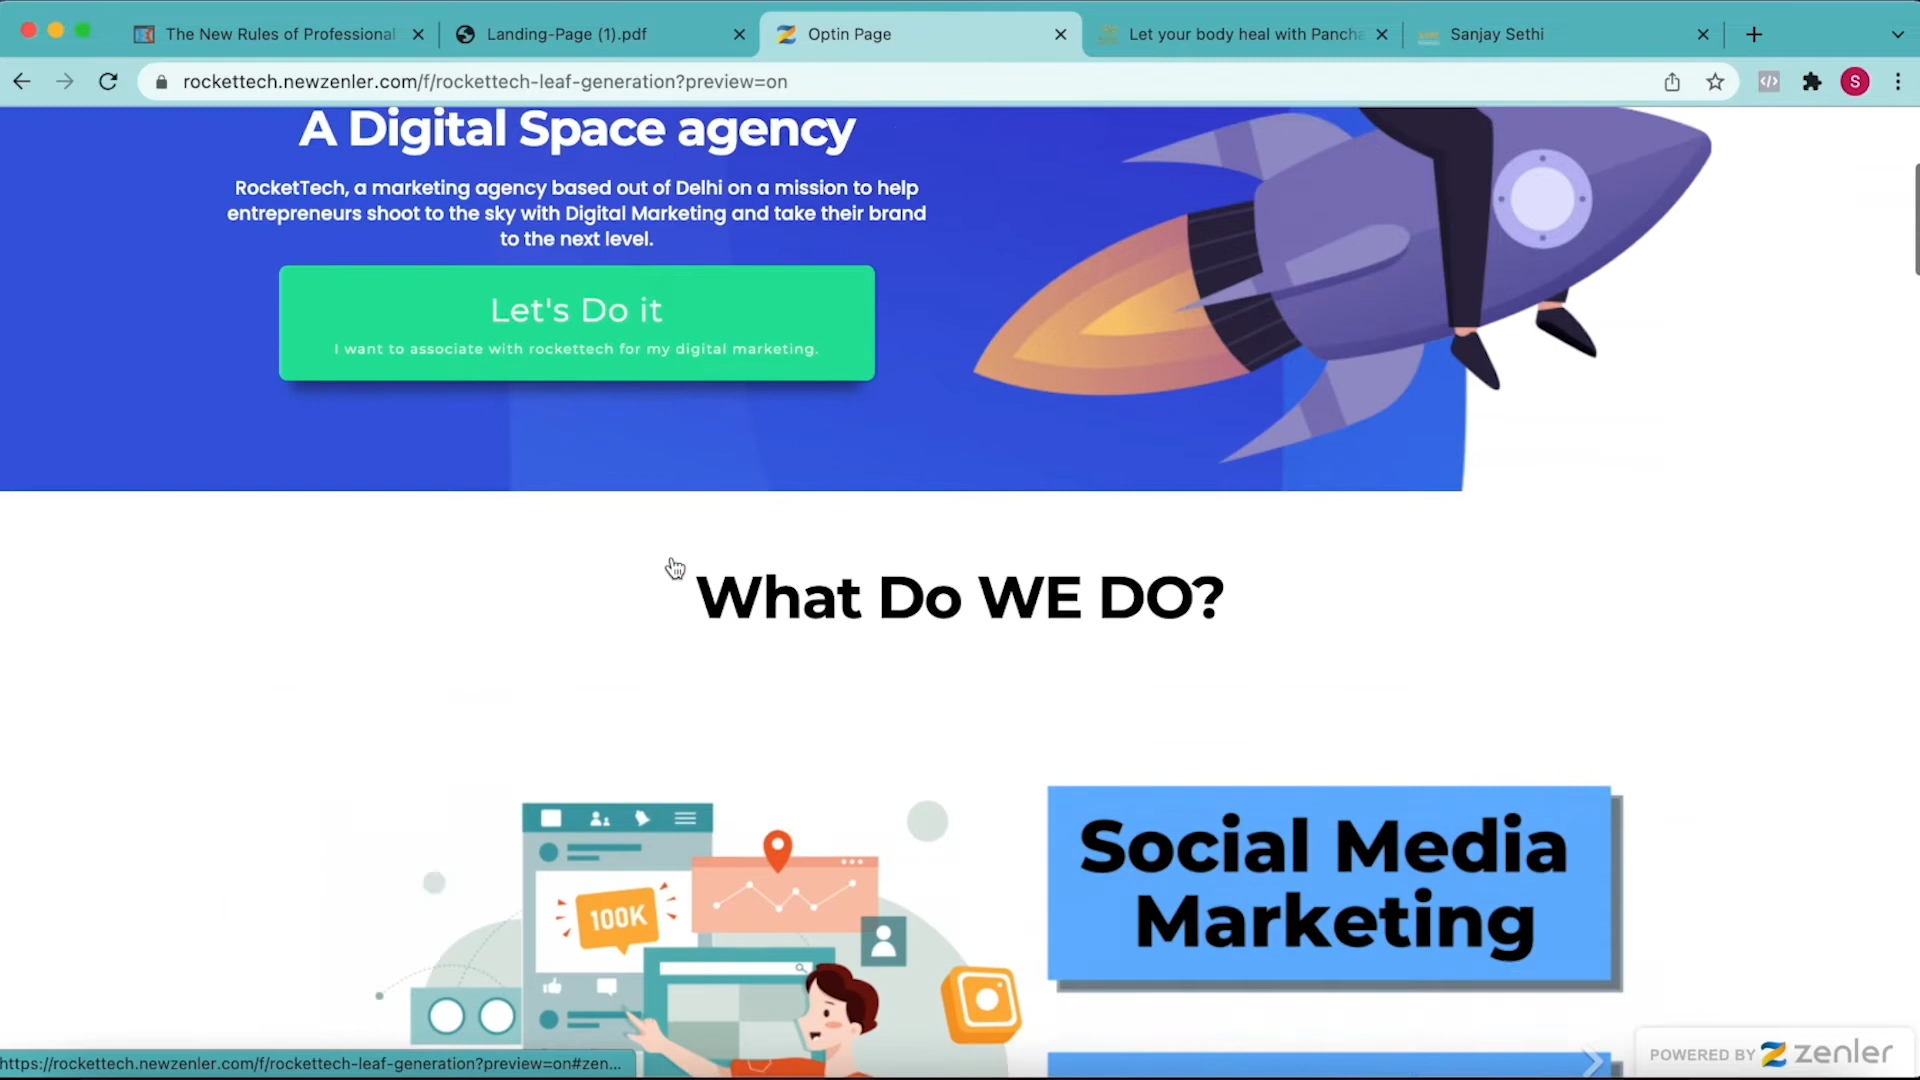 The New Rules of Professional
Landing-Page (1).pdf
Optin Page
Let your body heal with Pancha
Sanjay Sethi
rockettech.newzenler.com/f/rockettech-leaf-generation?preview=on
S
A Digital Space agency
RocketTech, a marketing agency based out of Delhi on a mission to help
entrepreneurs shoot to the sky with Digital Marketing and take their brand
to the next level.
Let's Do it
I want to associate with rockettech for my digital marketing.
What Do WE DO?
100K
Social Media
Marketing
POWERED BY zenler
https://rockettech.newzenler.com/f/rockettech-leaf-generation?preview=on#zen...